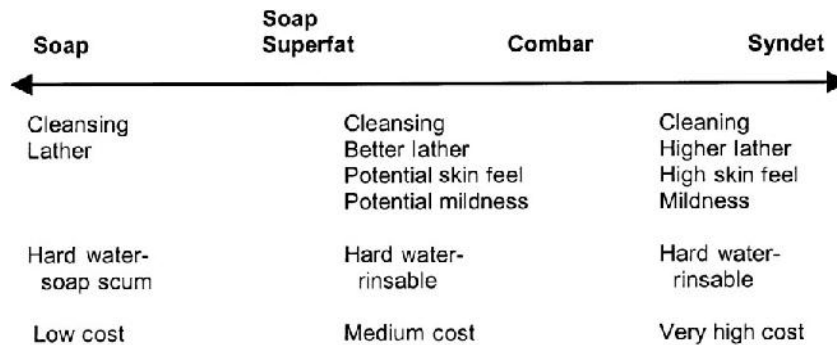 Soap
Soap
Superfat
Combar
Syndet
Cleansing
Lather
Cleansing
Better lather
Potential skin feel
Potential mildness
Cleaning
Higher lather
High skin feel
Mildness
Hard water-
soap scum
Hard water-
rinsable
Hard water-
rinsable
Low cost
Medium cost
Very high cost